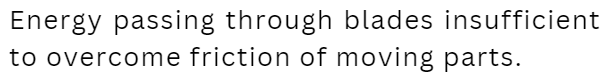 Energy passing through blades insufficient
to overcome friction of moving parts.